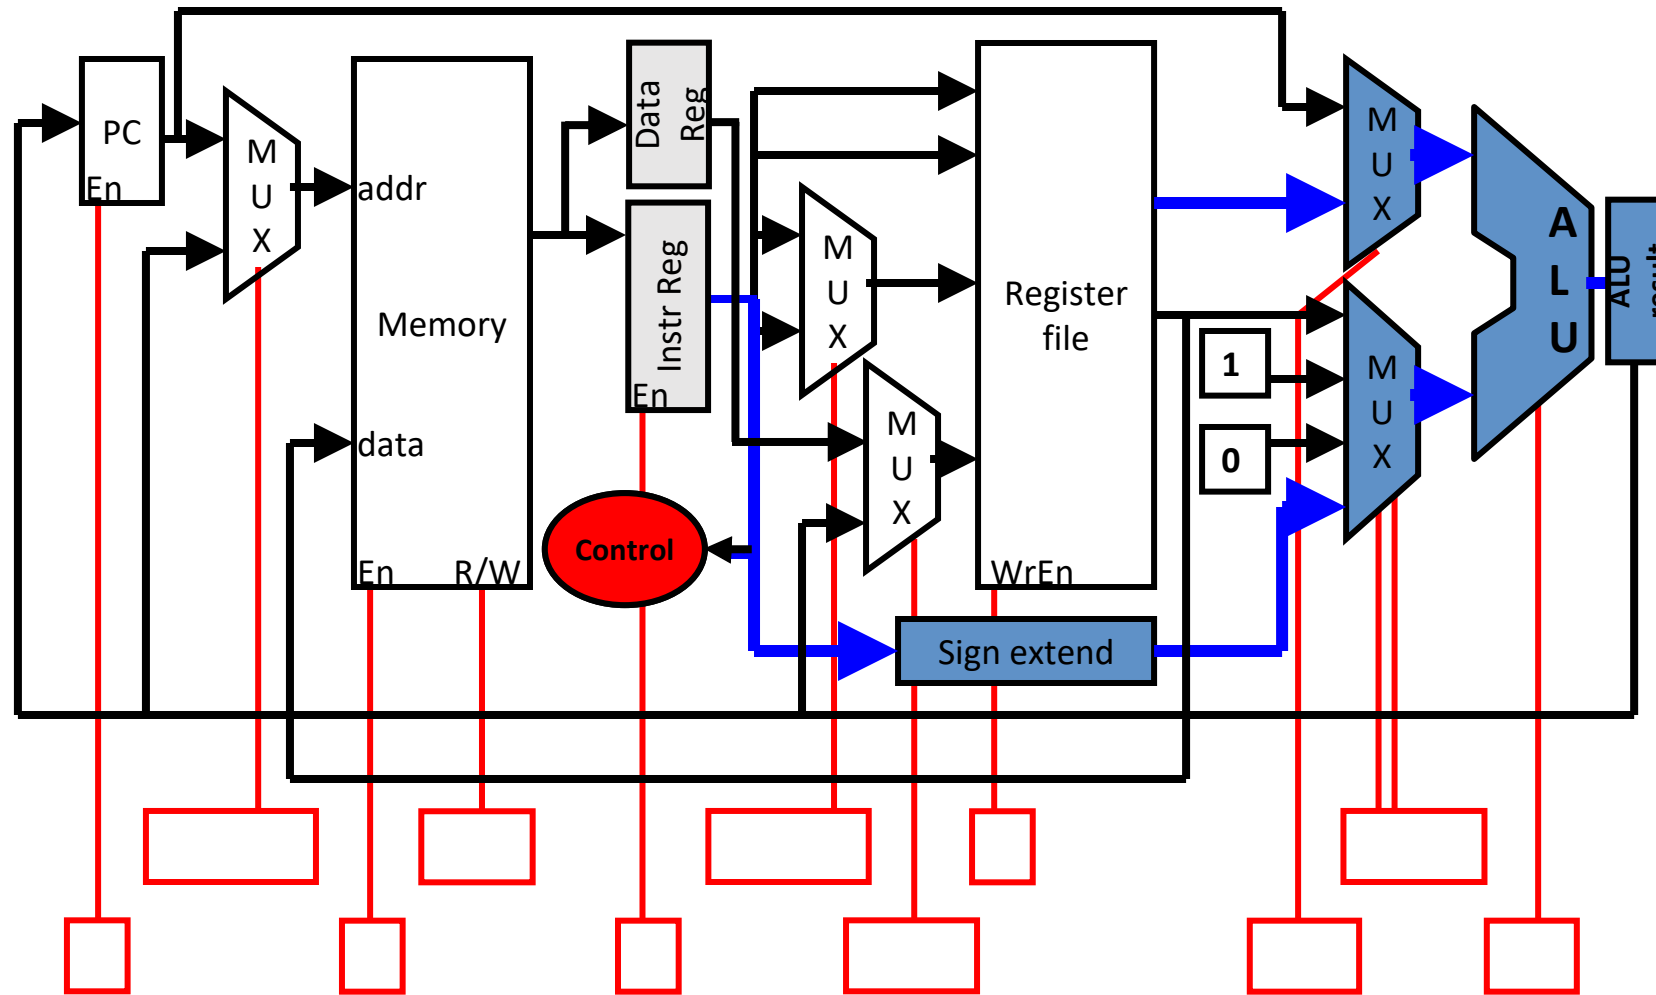 PC
En
M
U
X
addr
Memory
data
En
R/W
Data
Reg
Instr Reg
En
Control
M
U
X
M
U
X
Register
file
WrEn
Sign extend
1
0
M
U
X
M
U
X
A
L
U
ALU
result